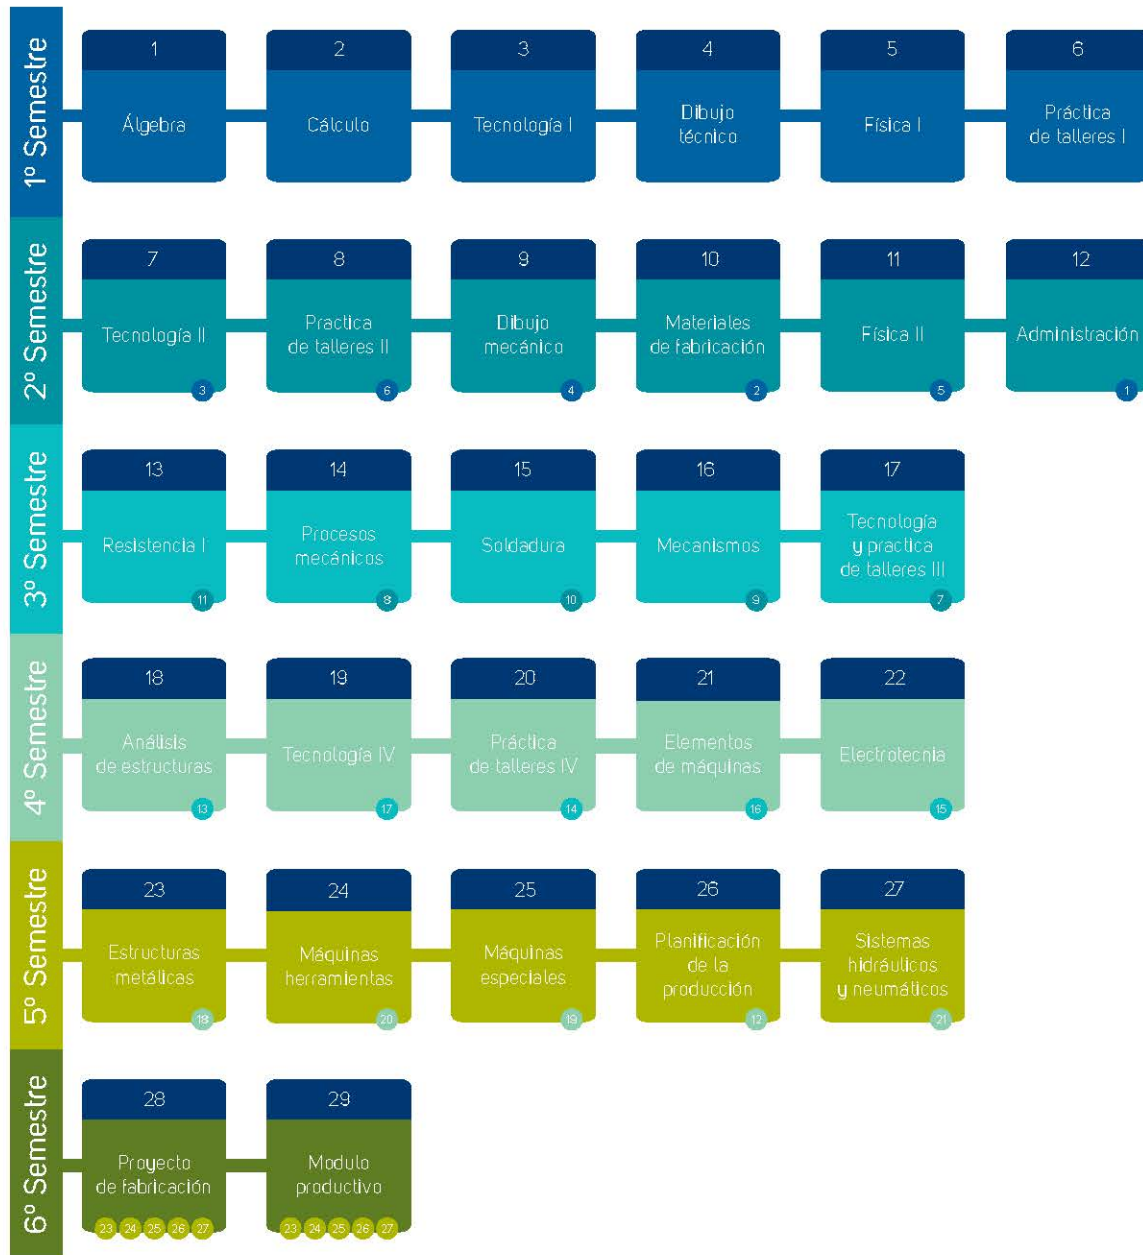 1º Semestre
1
Álgebra
2
Cálculo
3
Tecnología I
4
Dibujo
técnico
5
Física I
6
Práctica
de talleres I
2º Semestre
7
Tecnología II
3
8
Practica
de talleres II
6
9
Dibujo
mecánico
4
10
Materiales
de fabricación
2
11
Física II
5
12
Administración
1
3º Semestre
13
Resistencia I
11
14
Procesos
mecánicos
8
15
Soldadura
10
16
Mecanismos
9
17
Tecnología
y practica
de talleres III
7
4º Semestre
18
Análisis
de estructuras
13
19
Tecnología IV
17
20
Práctica
de talleres IV
14
21
Elementos
de máquinas
16
22
Electrotecnia
15
5º Semestre
23
Estructuras
metálicas
18
24
Máquinas
herramientas
20
25
Máquinas
especiales
19
26
Planificación
de la
producción
12
27
Sistemas
hidráulicos
y neumáticos
21
6º Semestre
28
Proyecto
de fabricación
23 24 25 26 27
29
Modulo
productivo
23 24 25 26 27